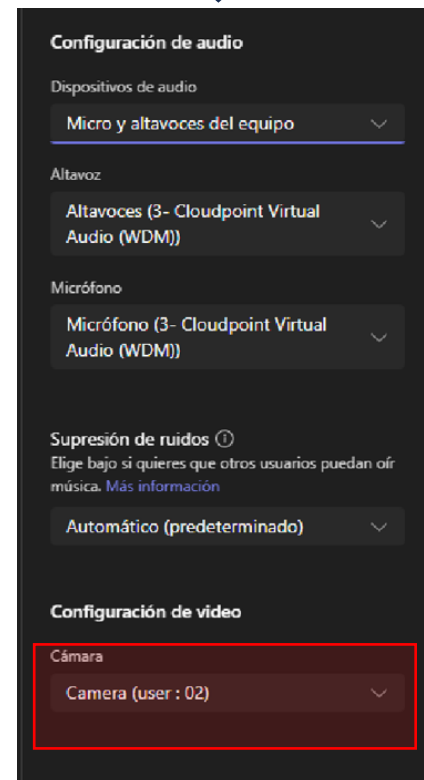 Configuración de audio
Dispositivos de audio
Micro y altavoces del equipo
Altavoz
Altavoces (3- Cloudpoint Virtual
Audio (WDM))
Micrófono
Micrófono (3- Cloudpoint Virtual
Audio (WDM))
Supresión de ruidos
Elige bajo si quieres que otros usuarios puedan oír
música. Más información
Automático (predeterminado)
Configuración de video
Cámara
Camera (user : 02)